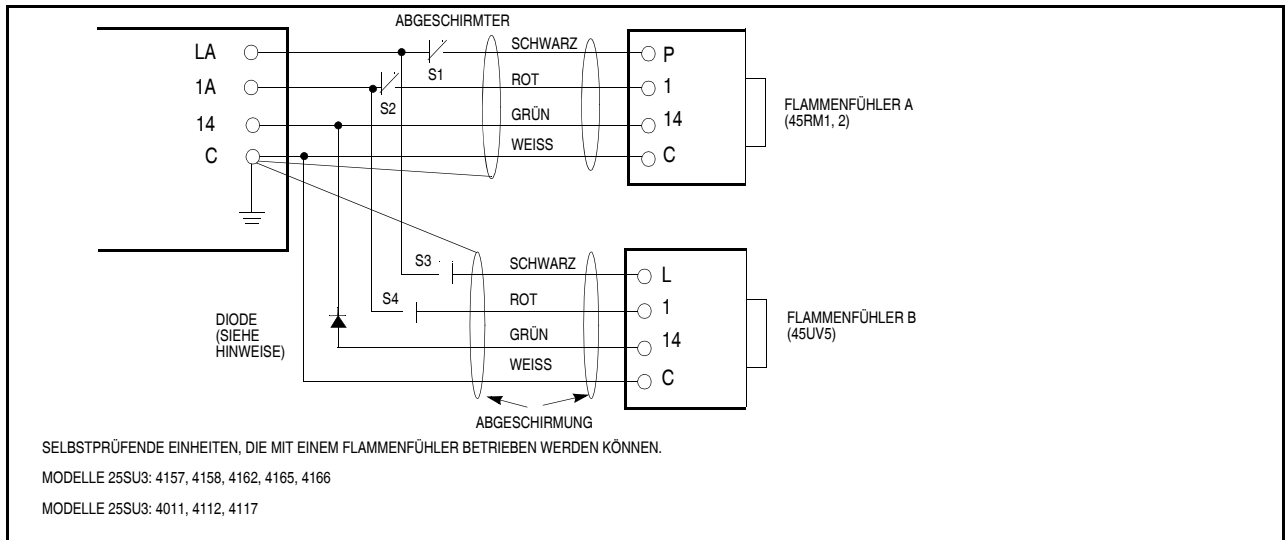 ABGESCHIRMTER
LA
SCHWARZ
P
S1
1A
ROT
1
S2
FLAMMENFÜHLER A
(45RM1, 2)
14
GRÜN
14
C
WEISS
C
S3
SCHWARZ
L
S4
ROT
1
DIODE
(SIEHE
HINWEISE)
FLAMMENFÜHLER B
(45UV5)
GRÜN
14
WEISS
C
ABGESCHIRMUNG
SELBSTPRÜFENDE EINHEITEN, DIE MIT EINEM FLAMMENFÜHLER BETRIEBEN WERDEN KÖNNEN.
MODELLE 25SU3: 4157, 4158, 4162, 4165, 4166
MODELLE 25SU3: 4011, 4112, 4117